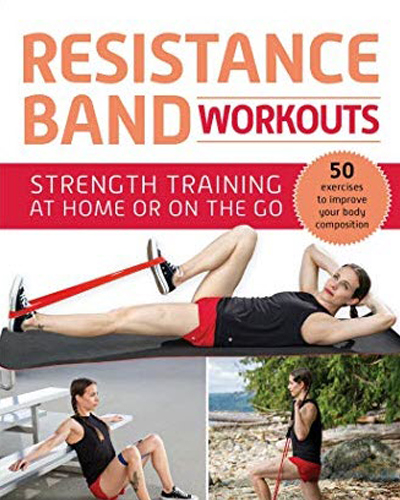 RESISTANCE
BAND WORKOUTS
STRENGTH TRAINING
AT HOME OR ON THE GO
50
exercises
to improve
your body
composition